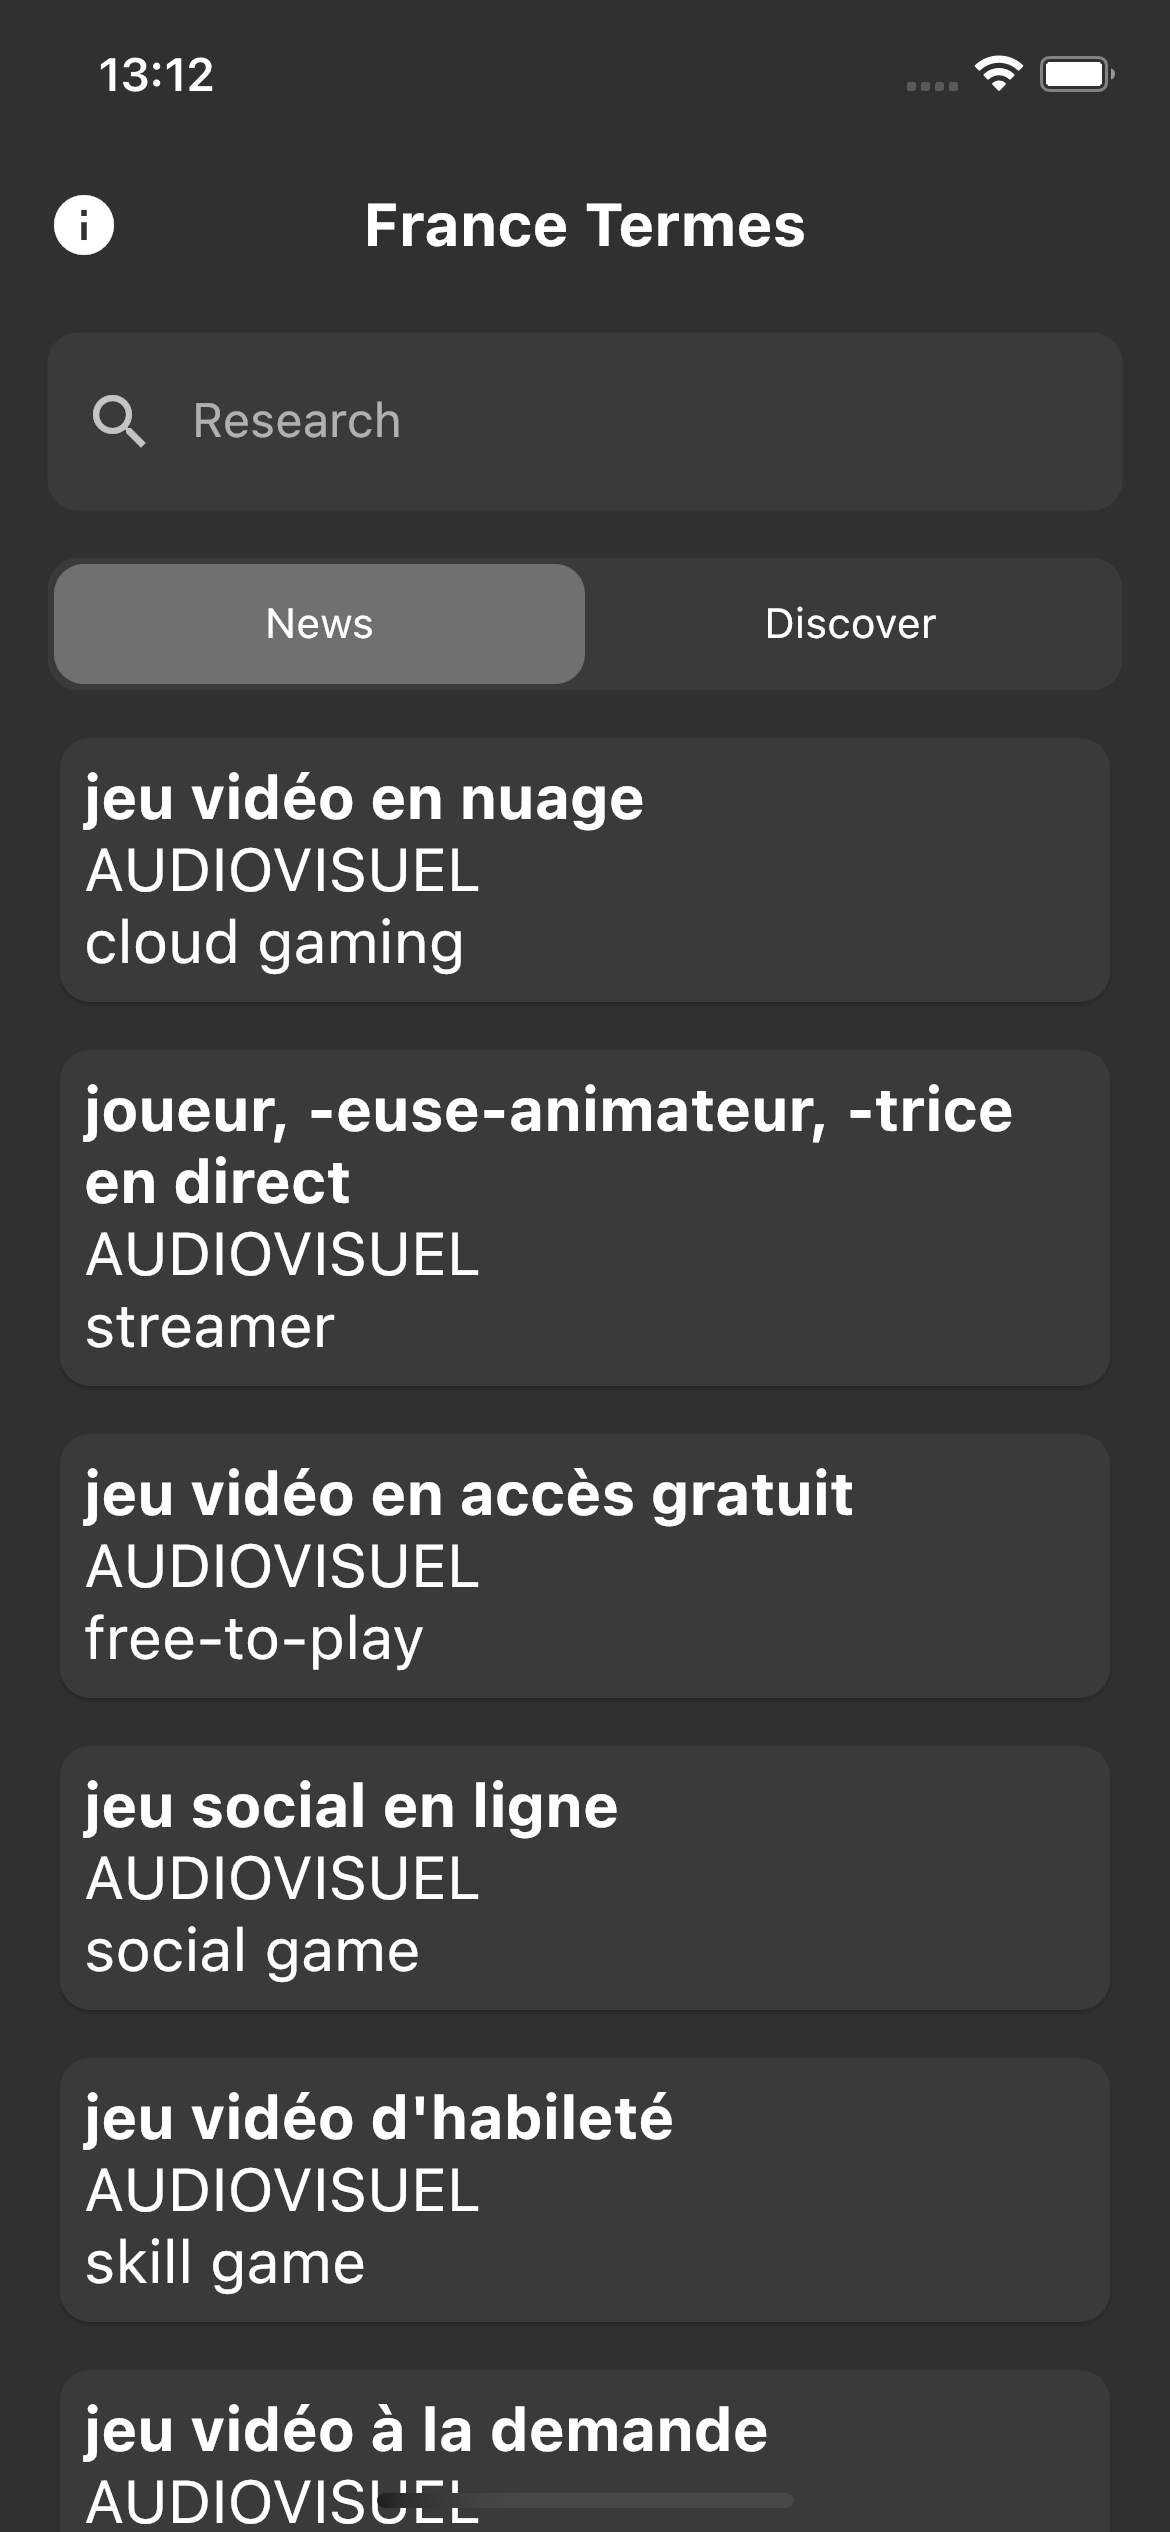 13:12
France Termes
Research
News
Discover
jeu vidéo en nuage
AUDIOVISUEL
cloud gaming
joueur, -euse-animateur, -trice
en direct
AUDIOVISUEL
streamer
jeu vidéo en accès gratuit
AUDIOVISUEL
free-to-play
jeu social en ligne
AUDIOVISUEL
social game
jeu vidéo d'habileté
AUDIOVISUEL
skill game
jeu vidéo à la demande
AUDIOVISUEL